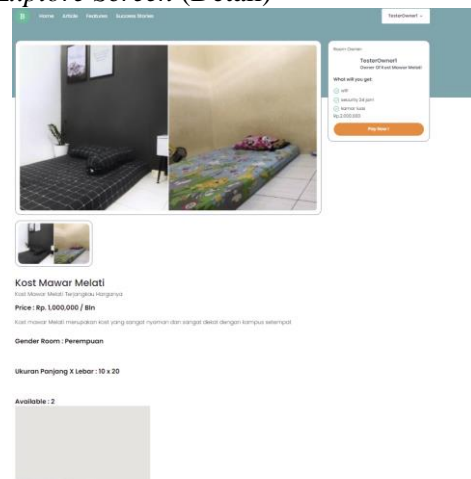 Explore Screen (Detail)
Home Article Features Success Stories
TesterOwner1
Room Owner:
TesterOwner1
Owner Of Kost Mawar Melati
What will you get:
wifi
security 24 jam
kamar luas
Pay Now !
Kost Mawar Melati
Kost Mawar Melati Terjangkau Harganya
Price : Rp. 1,000,000 / Bln
Kost mawar Melati merupakan kost yang sangat nyaman dan sangat dekat dengan kampus setempat
Gender Room : Perempuan
Ukuran Panjang X Lebar : 10 x 20
Available : 2